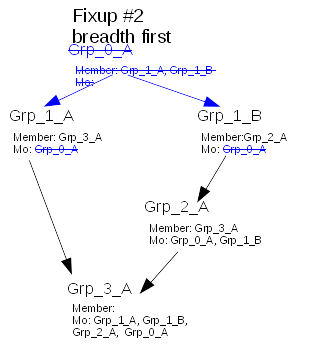 Fixup #2
breadth first
Grp_0_A
Member: Grp_1_A, Grp_1_B
Mo:
Grp_1_A
Member: Grp_3_A
Mo: Grp_0_A
Grp_1_B
Member:Grp_2_A
Mo: Grp_0_A
Grp_2_A
Member: Grp_3_A
Mo: Grp_0_A, Grp_1_B
Grp_3_A
Member:
Mo: Grp_1_A, Grp_1_B,
Grp_2_A, Grp_0_A